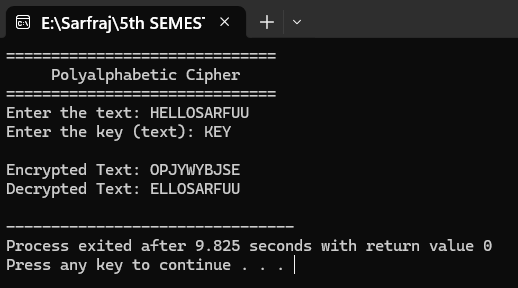 E:\Sarfraj\5th SEMES
==============================
Polyalphabetic Cipher
==============================
Enter the text: HELLOSARFUU
Enter the key (text): KEY
Encrypted Text: OPJYWYBJSE
Decrypted Text: ELLOSARFUU
--------------------------------
Process exited after 9.825 seconds with return value 0
Press any key to continue . . .